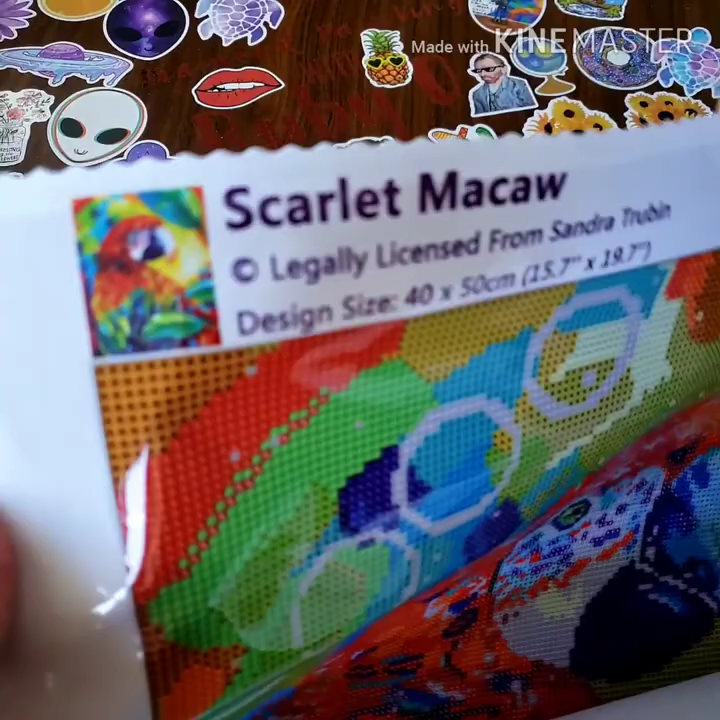 Made with KINEMASTER
Scarlet Macaw
© Legally Licensed From Sandra Trubin
Design Size: 40 x 50cm (15.7" x 19.7")